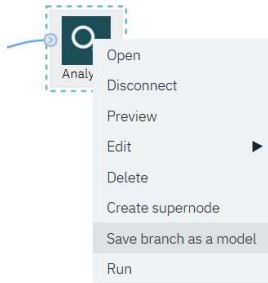 Analy
Open
Disconnect
Preview
Edit
Delete
Create supernode
Save branch as a model
Run